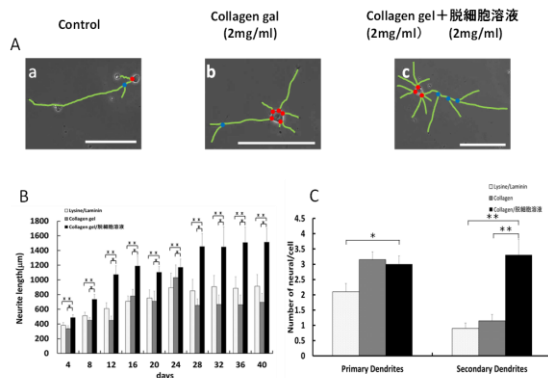 Control
Collagen gal
(2mg/ml)
Collagen gel＋脱細胞溶液
(2mg/ml) (2mg/ml)
A
a
b
c
B
Lysine/Laminin
Collagen gel
Collagen gel/脱細胞溶液
Neurite length(μm)
1800
1600
1400
1200
1000
800
600
400
200
0
** ** ** ** ** ** ** ** ** **
* * * * * * * * * *
4 8 12 16 20 24 28 32 36 40
days
C
Lysine/Laminin
Collagen
Collagen/脱細胞溶液
Number of neural/cell
4.5
4
3.5
3
2.5
2
1.5
1
0.5
0
*
**
**
Primary Dendrites Secondary Dendrites